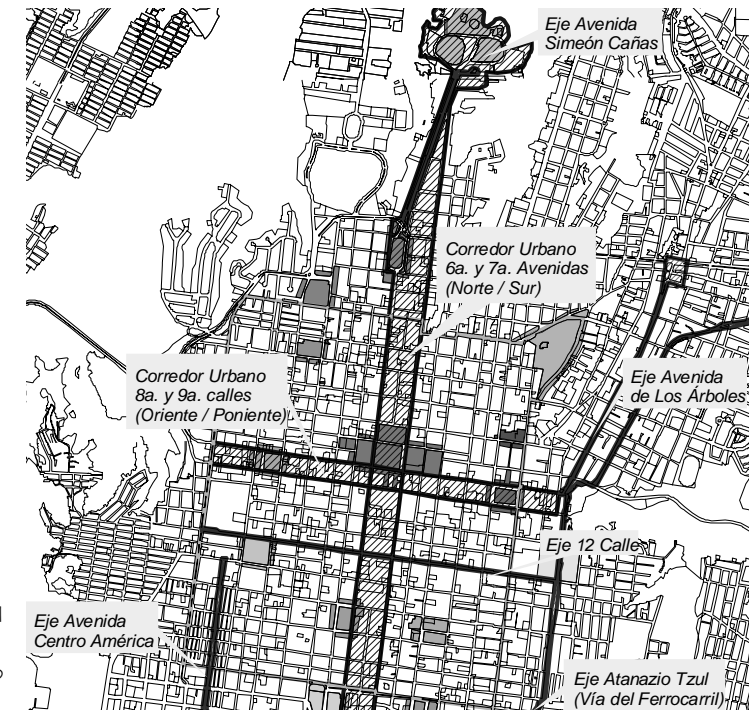 Eje Avenida
Simeón Cañas
Corredor Urbano
6a. y 7a. Avenidas
(Norte / Sur)
Corredor Urbano
8a. y 9a. calles
(Oriente / Poniente)
Eje Avenida
de Los Árboles
Eje 12 Calle
Eje Avenida
Centro América
Eje Atanazio Tzul
(Vía del Ferrocarril)